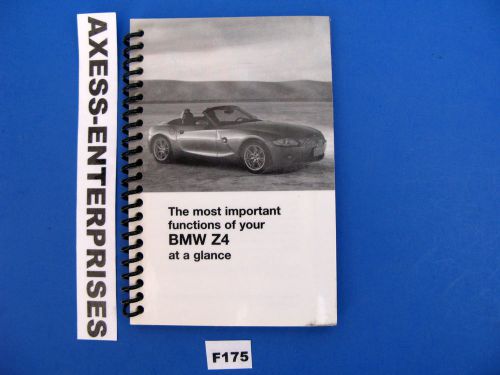 AXESS-ENTERPRISES
The most important
functions of your
BMW Z4
at a glance
F175